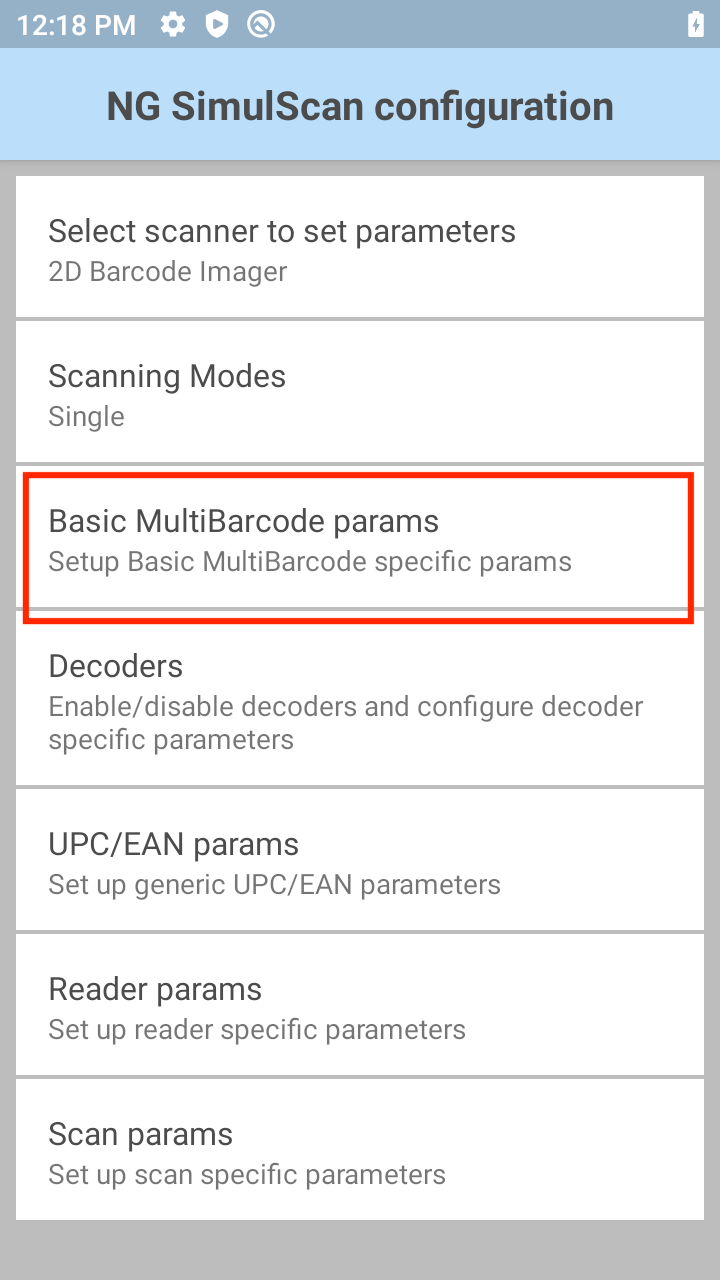 12:18 PM
NG SimulScan configuration
Select scanner to set parameters
2D Barcode Imager
Scanning Modes
Single
Basic MultiBarcode params
Setup Basic MultiBarcode specific params
Decoders
Enable/disable decoders and configure decoder
specific parameters
UPC/EAN params
Set up generic UPC/EAN parameters
Reader params
Set up reader specific parameters
Scan params
Set up scan specific parameters